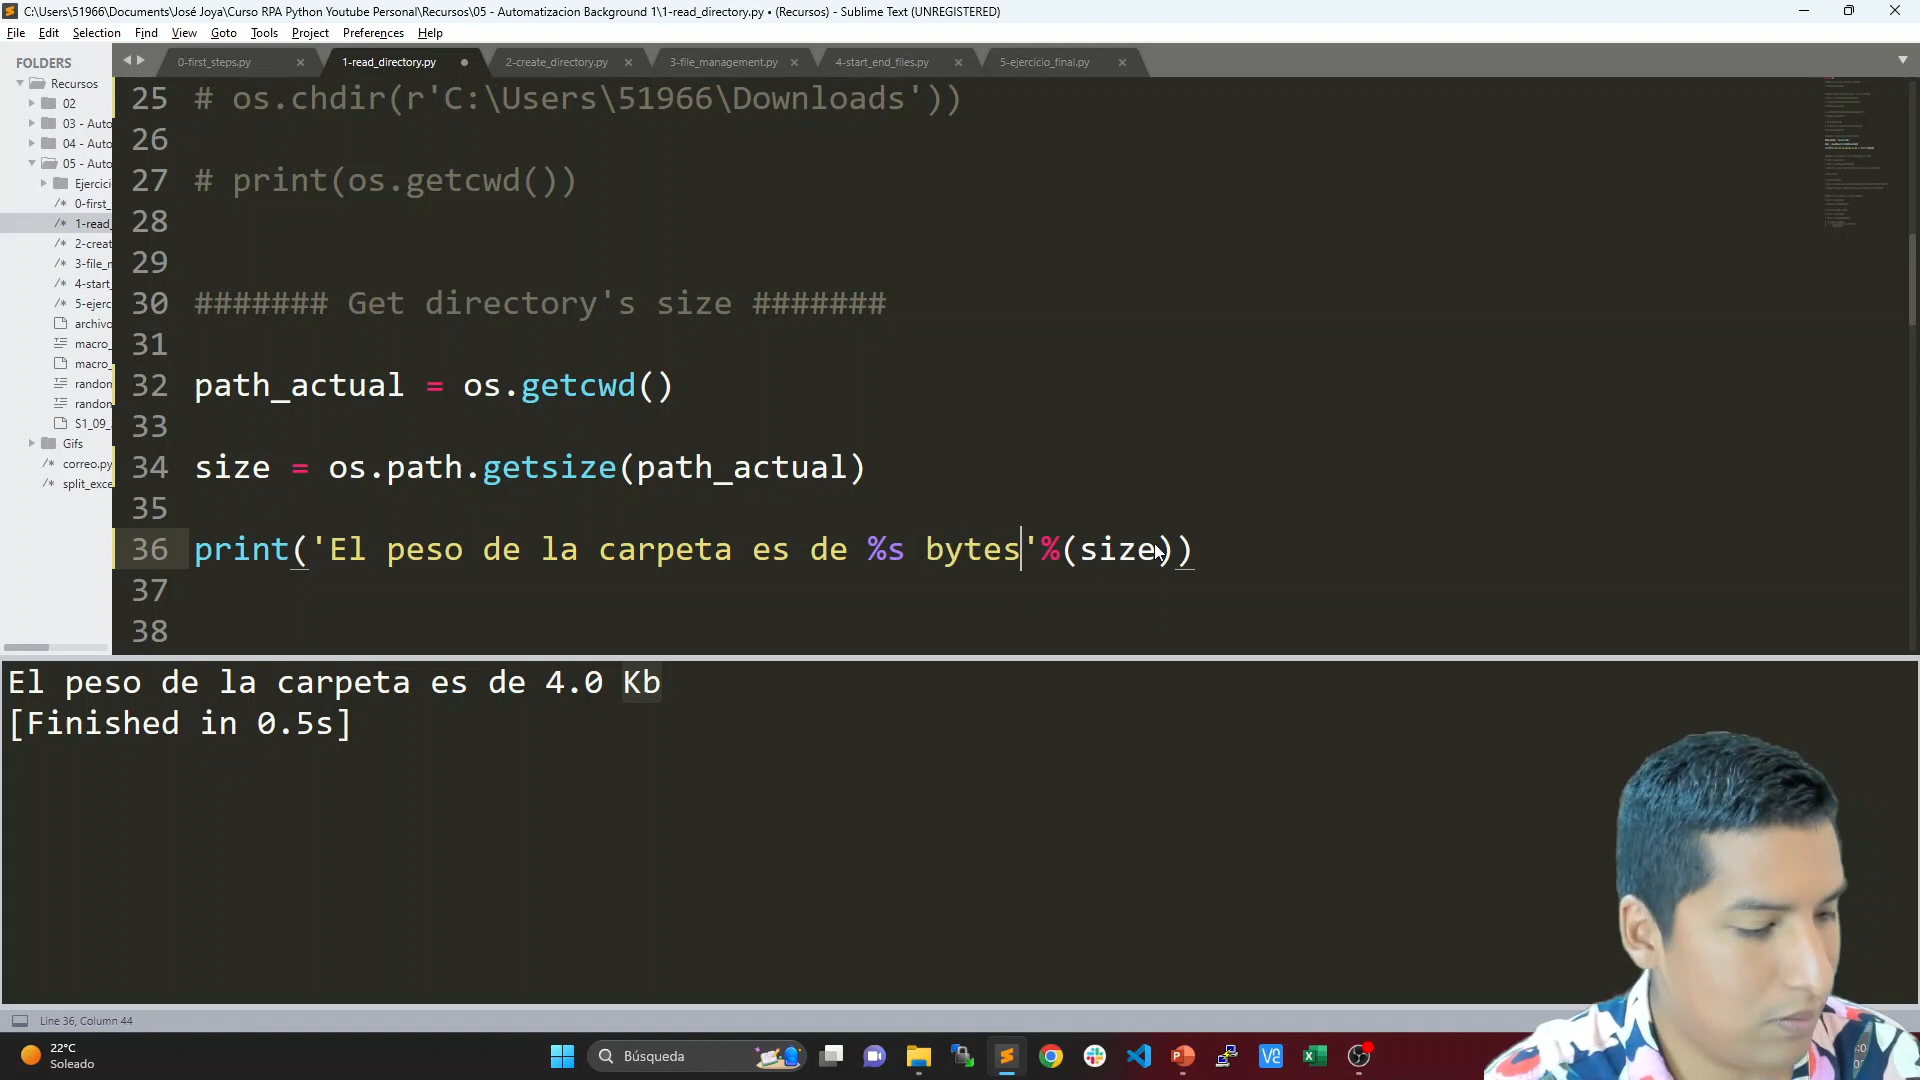 C:\Users\51966\Documents\José Joya\Curso RPA Python Youtube Personal\Recursos\05 - Automatizacion Background 1\1-read_directory.py • (Recursos) - Sublime Text (UNREGISTERED)
File Edit Selection Find View Goto Tools Project Preferences Help
FOLDERS
Recursos
02
03 - Auto
04 - Auto
05 - Auto
Ejercici
0-first_
1-read_
2-creat
3-file_r
4-start_
5-ejerc
archivo
macro_
macro_
random
random
S1_09_
Gifs
correo.py
split_exce
0-first_steps.py
1-read_directory.py
2-create_directory.py
3-file_management.py
4-start_end_files.py
5-ejercicio_final.py
25 # os.chdir(r'C:\Users\51966\Downloads'))
26
27 # print(os.getcwd())
28
29
30 ####### Get directory's size #######
31
32 path_actual = os.getcwd()
33
34 size = os.path.getsize(path_actual)
35
36 print('El peso de la carpeta es de %s bytes'%(size))
37
38
El peso de la carpeta es de 4.0 Kb
[Finished in 0.5s]
Line 36, Column 44
22°C
Soleado
Búsqueda